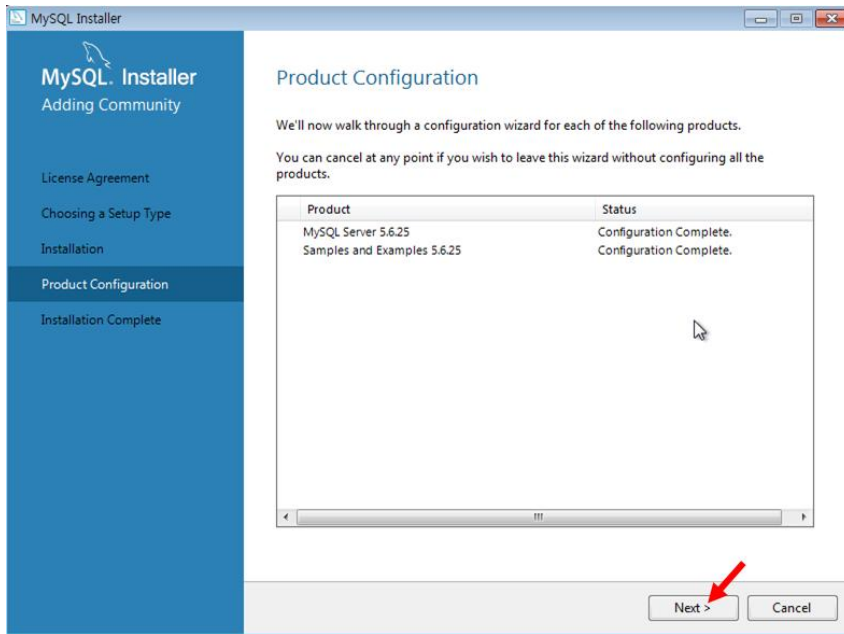 MySQL Installer
MySQL. Installer
Adding Community
License Agreement
Choosing a Setup Type
Installation
Product Configuration
Installation Complete
Product Configuration
We'll now walk through a configuration wizard for each of the following products.
You can cancel at any point if you wish to leave this wizard without configuring all the
products.
Product Status
MySQL Server 5.6.25 Configuration Complete.
Samples and Examples 5.6.25 Configuration Complete.
Next > Cancel